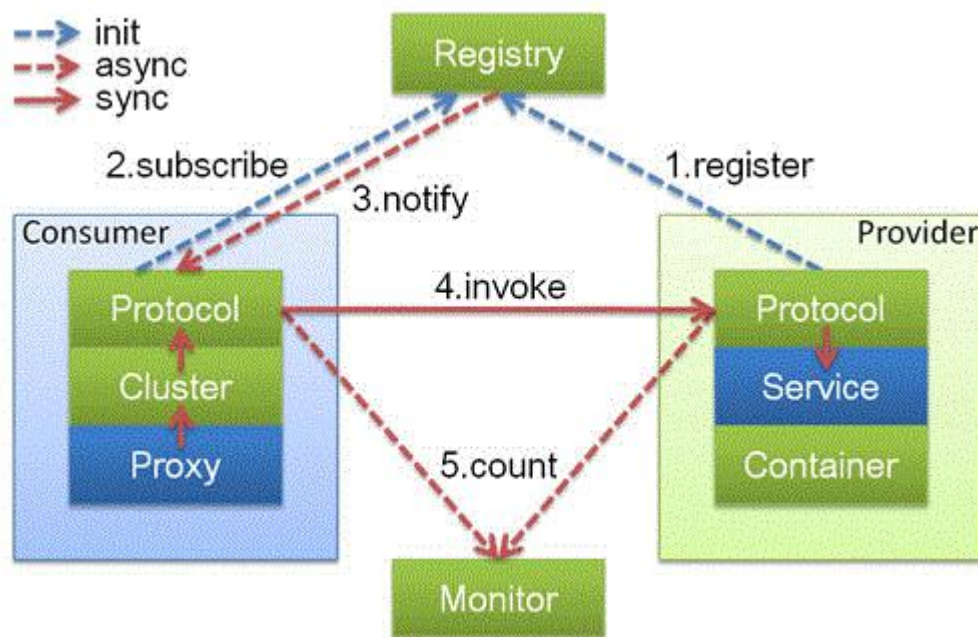 init
async
sync
Registry
2.subscribe
3.notify
1.register
Consumer
Provider
Protocol
4.invoke
Protocol
Cluster
Service
Proxy
5.count
Container
Monitor